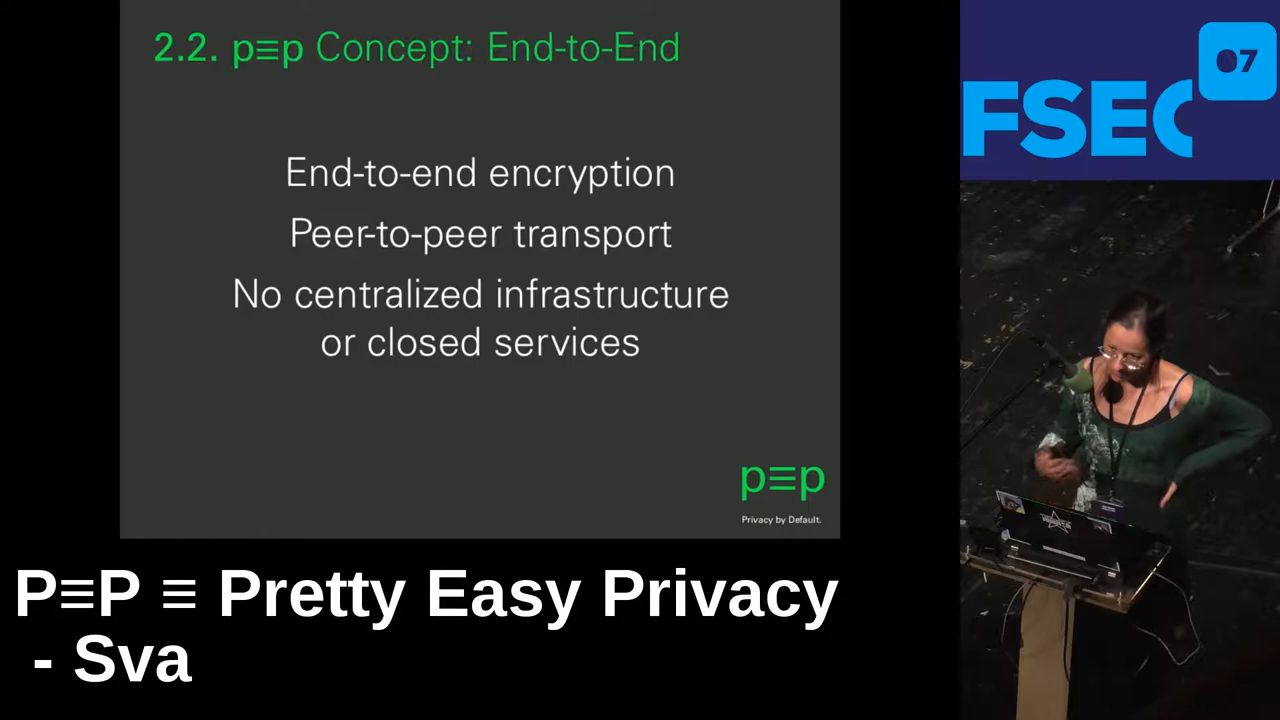 2.2. p≡p Concept: End-to-End
End-to-end encryption
Peer-to-peer transport
No centralized infrastructure
or closed services
p≡p
Privacy by Default.
FSEC 07
P≡P ≡ Pretty Easy Privacy
- Sva